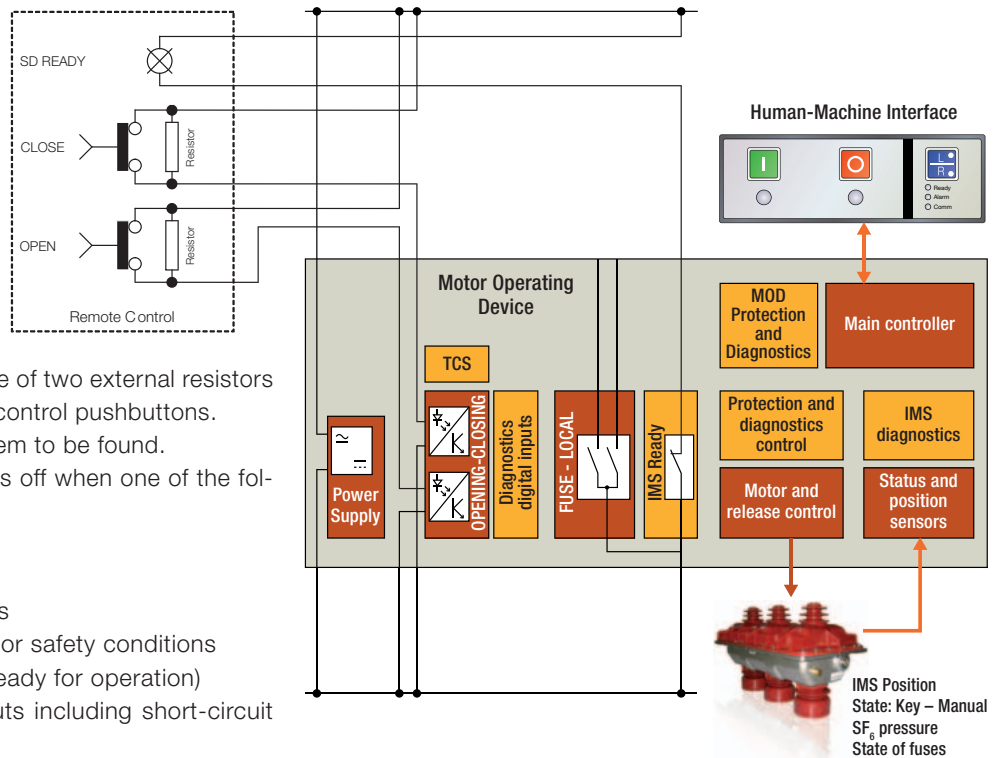 SD READY
CLOSE
Resistor
OPEN
Resistor
Remote Control
Human-Machine Interface
I
O
L
R
Ready
Alarm
Comm
Motor Operating
Device
MOD
Protection
and
Diagnostics
Main controller
TCS
Power
Supply
OPENING-CLOSING
Diagnostics
digital inputs
FUSE - LOCAL
IMS Ready
Protection and
diagnostics
control
IMS
diagnostics
Motor and
release control
Status and
position
sensors
IMS Position
State: Key – Manual
SF6 pressure
State of fuses
e of two external resistors
control pushbuttons.
em to be found.
s off when one of the fol-
s
or safety conditions
eady for operation)
uts including short-circuit